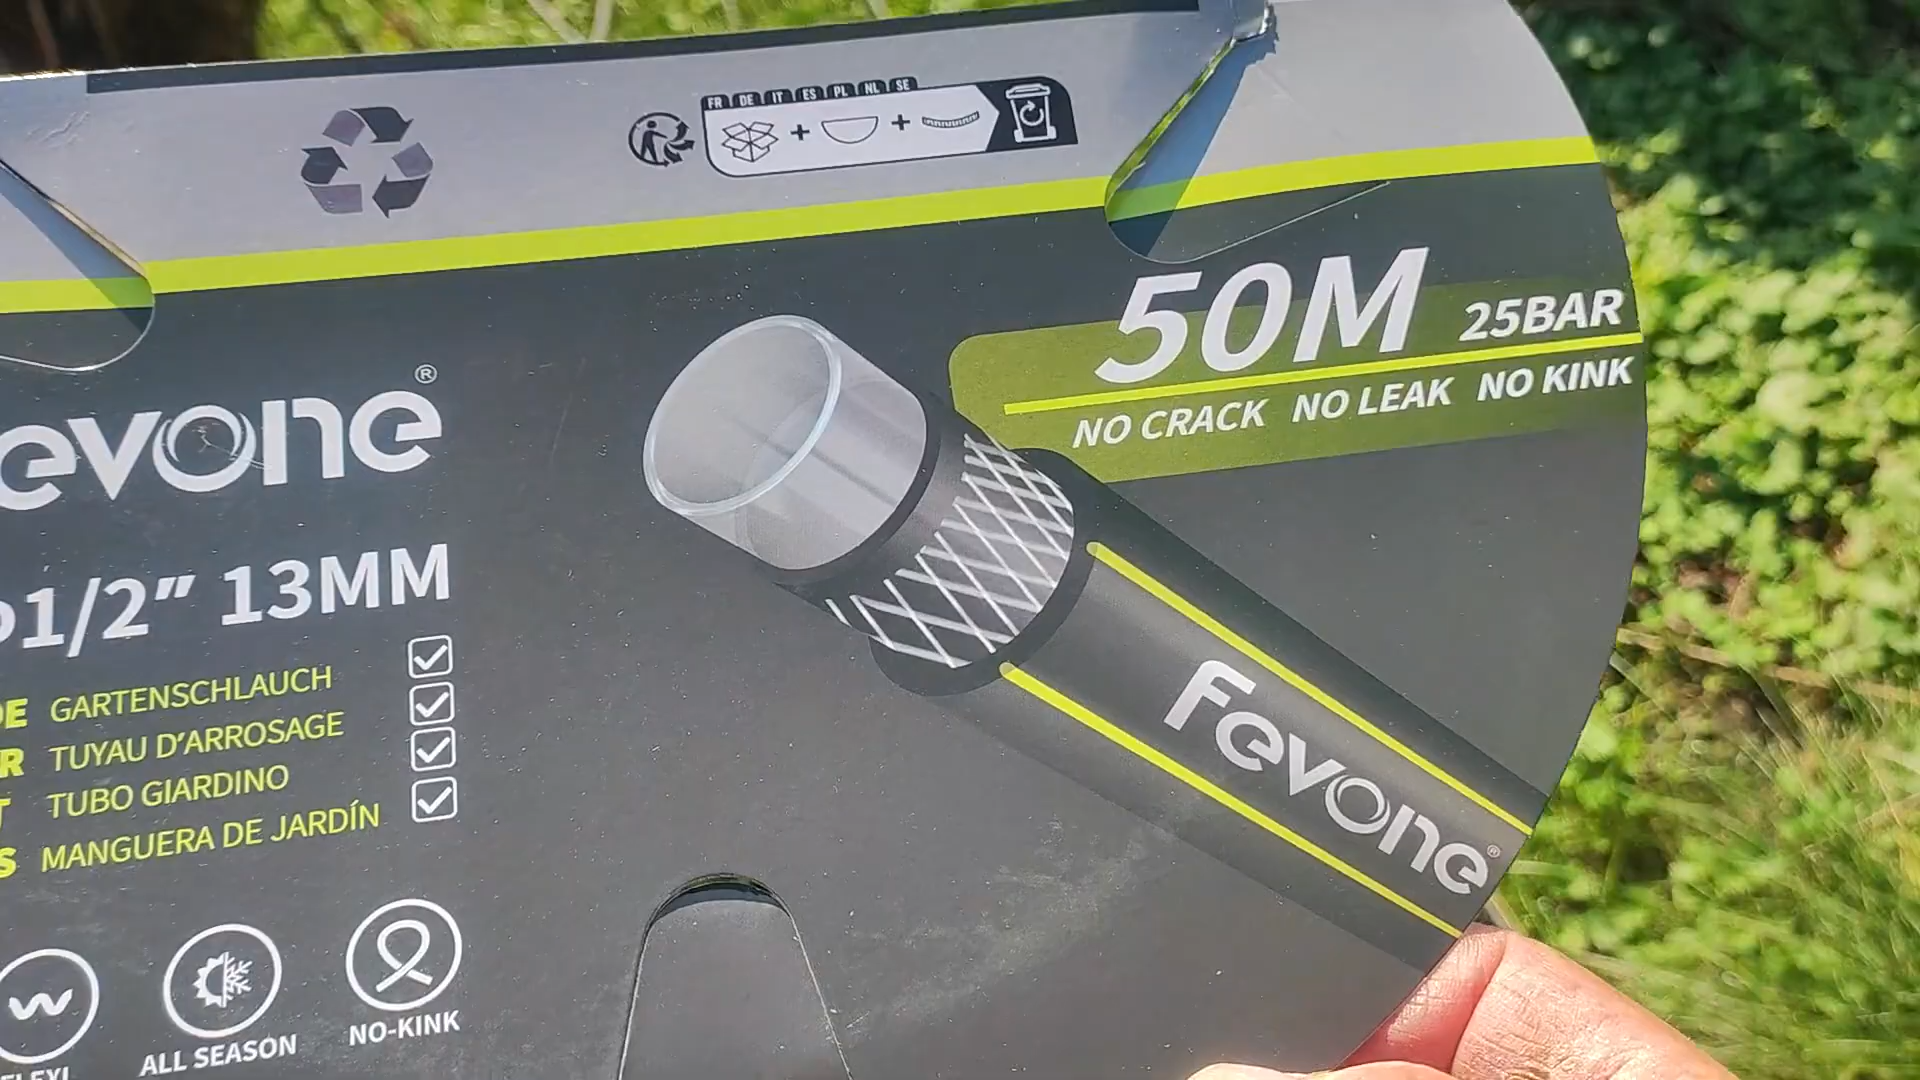 FR DE IT ES PL NL SE
50M 25BAR
NO CRACK NO LEAK NO KINK
evone®
1/2" 13MM
GARTENSCHLAUCH
TUYAU D'ARROSAGE
TUBO GIARDINO
MANGUERA DE JARDÍN
ALL SEASON
NO-KINK
Fevone®